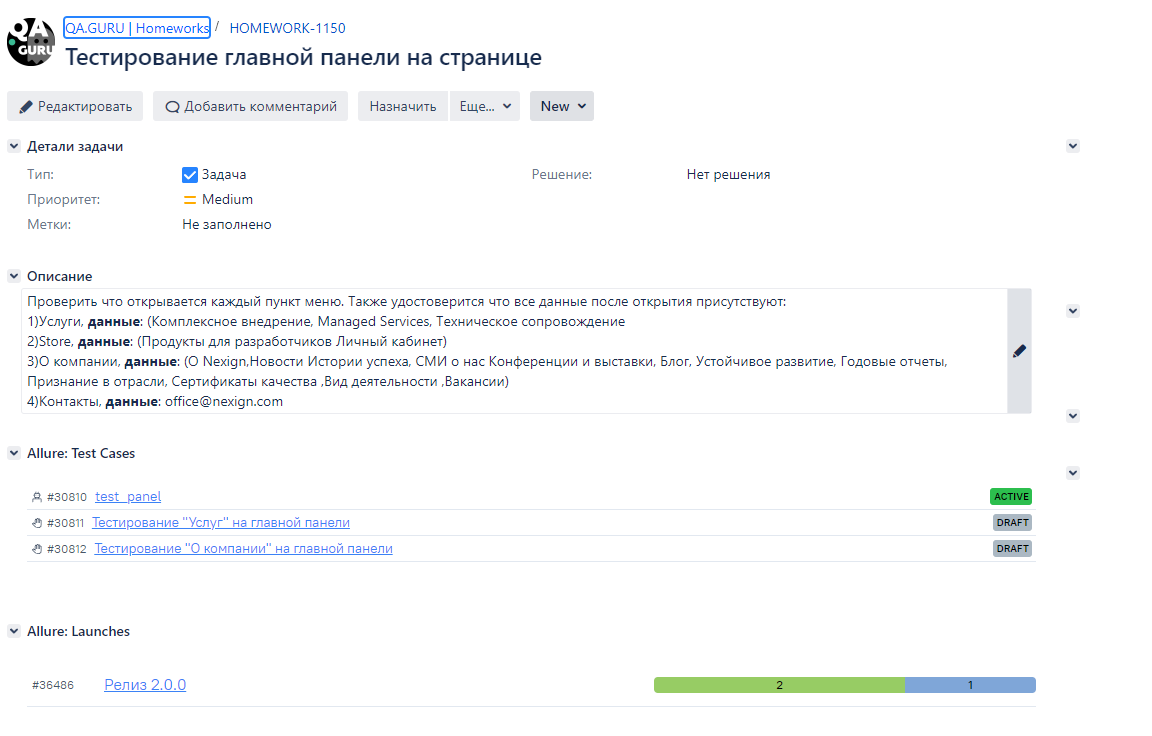 QA
GURU
QA.GURU | Homeworks / HOMEWORK-1150
Тестирование главной панели на странице
Редактировать Добавить комментарий Назначить Еще... New
Детали задачи
Тип: Задача Решение: Нет решения
Приоритет: Medium
Метки: Не заполнено
Описание
Проверить что открывается каждый пункт меню. Также удостоверится что все данные после открытия присутствуют:
1)Услуги, данные: (Комплексное внедрение, Managed Services, Техническое сопровождение
2)Store, данные: (Продукты для разработчиков Личный кабинет)
3)О компании, данные: (О Nexign,Новости Истории успеха, СМИ о нас Конференции и выставки, Блог, Устойчивое развитие, Годовые отчеты,
Признание в отрасли, Сертификаты качества ,Вид деятельности ,Вакансии)
4)Контакты, данные: office@nexign.com
Allure: Test Cases
#30810 test_panel ACTIVE
#30811 Тестирование "Услуг" на главной панели DRAFT
#30812 Тестирование "О компании" на главной панели DRAFT
Allure: Launches
#36486 Релиз 2.0.0 2 1